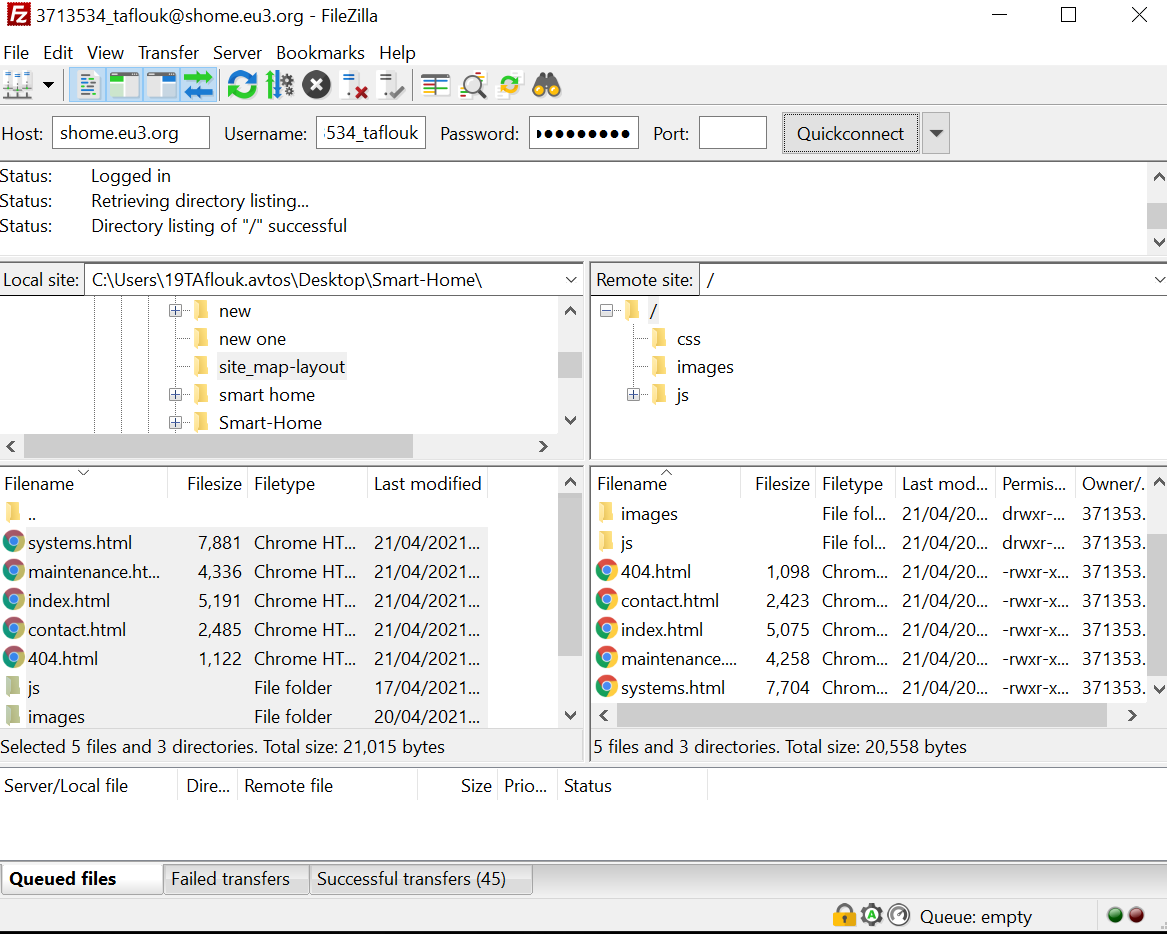 3713534_taflouk@shome.eu3.org - FileZilla
File Edit View Transfer Server Bookmarks Help
Host: shome.eu3.org Username: 534_taflouk Password: ●●●●●●●●● Port: Quickconnect
Status: Logged in
Status: Retrieving directory listing...
Status: Directory listing of "/" successful
Local site: C:\Users\19TAflouk.avtos\Desktop\Smart-Home\
new
new one
site_map-layout
smart home
Smart-Home
Remote site: /
/
css
images
js
Filename Filesize Filetype Last modified
..
systems.html 7,881 Chrome HT... 21/04/2021...
maintenance.ht... 4,336 Chrome HT... 21/04/2021...
index.html 5,191 Chrome HT... 21/04/2021...
contact.html 2,485 Chrome HT... 21/04/2021...
404.html 1,122 Chrome HT... 21/04/2021...
js File folder 17/04/2021...
images File folder 20/04/2021...
Selected 5 files and 3 directories. Total size: 21,015 bytes
Filename Filesize Filetype Last mod... Permis... Owner/.
images File fol... 21/04/20... drwxr-... 371353.
js File fol... 21/04/20... drwxr-... 371353.
404.html 1,098 Chrom... 21/04/20... -rwxr-x... 371353.
contact.html 2,423 Chrom... 21/04/20... -rwxr-x... 371353.
index.html 5,075 Chrom... 21/04/20... -rwxr-x... 371353.
maintenance.... 4,258 Chrom... 21/04/20... -rwxr-x... 371353.
systems.html 7,704 Chrom... 21/04/20... -rwxr-x... 371353.
5 files and 3 directories. Total size: 20,558 bytes
Server/Local file Dire... Remote file Size Prio... Status
Queued files Failed transfers Successful transfers (45)
Queue: empty